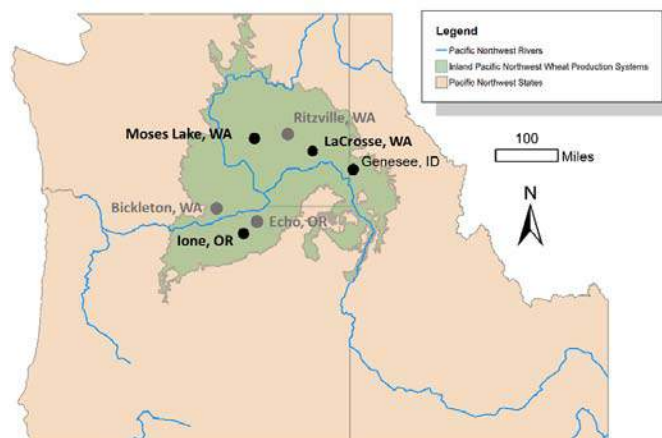 Legend
Pacific Northwest Rivers
Inland Pacific Northwest Wheat Production Systems
Pacific Northwest States
Ritzville, WA
Moses Lake, WA
LaCrosse, WA
Genesee, ID
100
Miles
N
Bickleton, WA
Echo, OR
Ione, OR